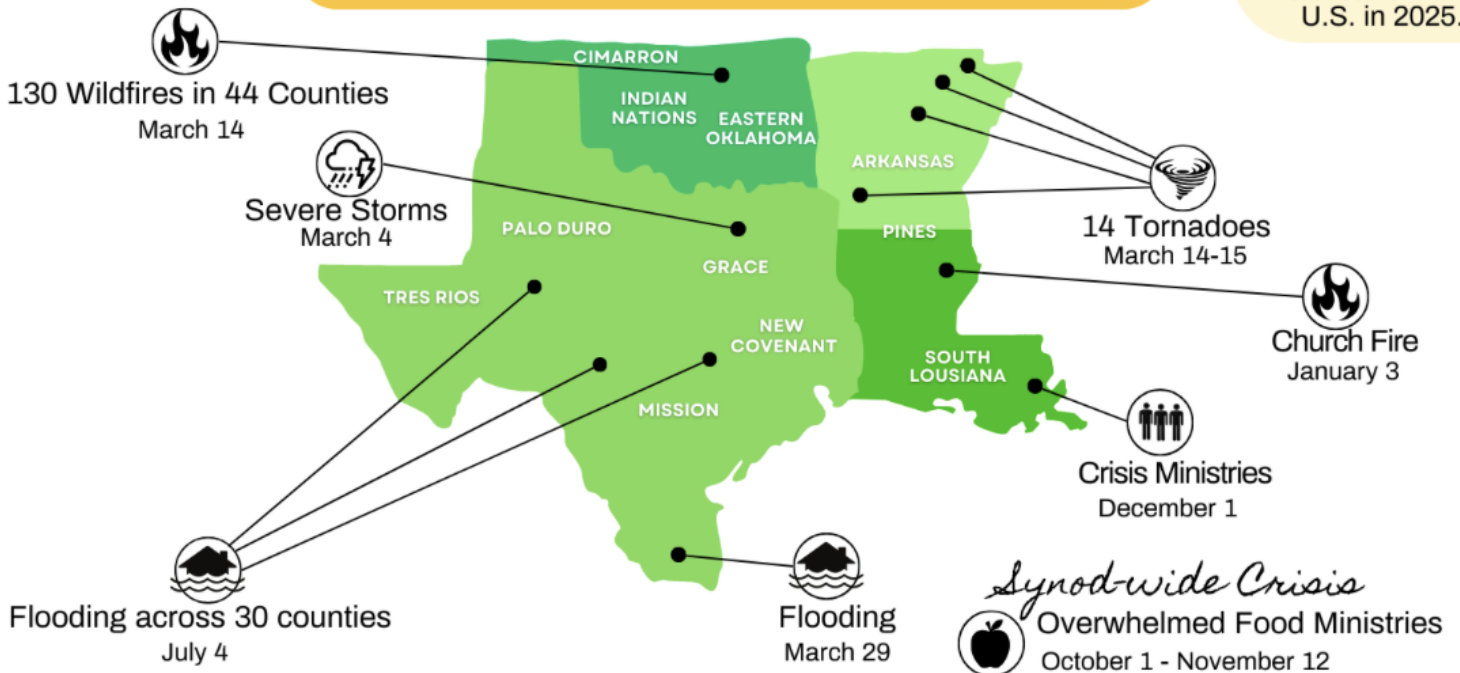 U.S. in 2025.
130 Wildfires in 44 Counties
March 14
Severe Storms
March 4
CIMARRON
INDIAN
NATIONS
EASTERN
OKLAHOMA
ARKANSAS
PALO DURO
GRACE
PINES
TRES RIOS
NEW
COVENANT
SOUTH
LOUSIANA
MISSION
14 Tornadoes
March 14-15
Church Fire
January 3
Crisis Ministries
December 1
Flooding across 30 counties
July 4
Flooding
March 29
Synod-wide Crisis
Overwhelmed Food Ministries
October 1 - November 12